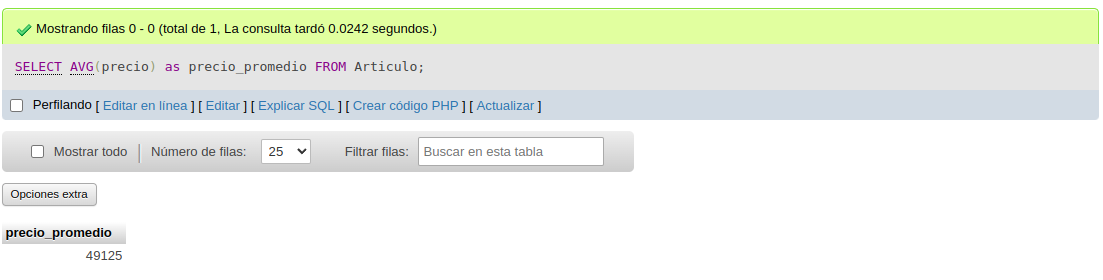 Mostrando filas 0 - 0 (total de 1, La consulta tardó 0.0242 segundos.)
SELECT AVG(precio) as precio_promedio FROM Articulo;
Perfilando [ Editar en línea ] [ Editar ] [ Explicar SQL ] [ Crear código PHP ] [ Actualizar ]
Mostrar todo | Número de filas: 25 Filtrar filas: Buscar en esta tabla
Opciones extra
precio_promedio
49125